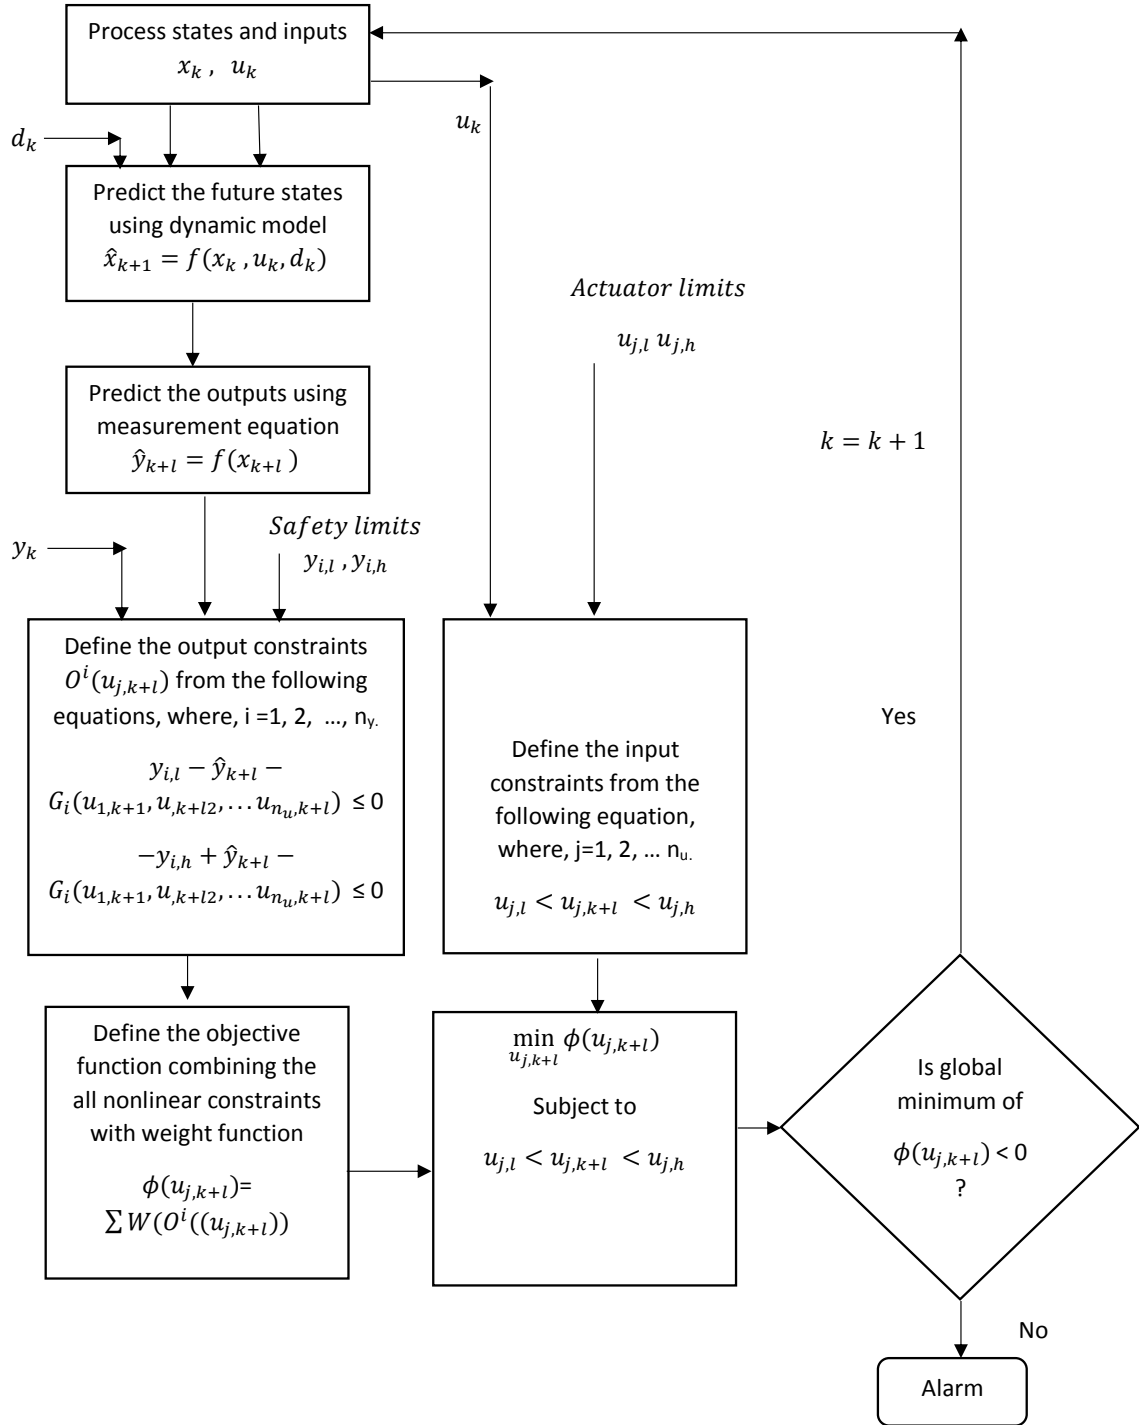 Process states and inputs
x_k , u_k
d_k
u_k
Predict the future states
using dynamic model
x̂_{k+1} = f(x_k , u_k, d_k)
Actuator limits
u_{j,l} u_{j,h}
Predict the outputs using
measurement equation
ŷ_{k+l} = f(x_{k+l} )
k = k + 1
y_k
Safety limits
y_{i,l} , y_{i,h}
Define the output constraints
O^i(u_{j,k+l}) from the following
equations, where, i =1, 2, ..., n_y.
y_{i,l} − ŷ_{k+l} −
G_i(u_{1,k+1}, u_{,k+l2}, … u_{n_u,k+l}) ≤ 0
−y_{i,h} + ŷ_{k+l} −
G_i(u_{1,k+1}, u_{,k+l2}, … u_{n_u,k+l}) ≤ 0
Define the input
constraints from the
following equation,
where, j=1, 2, ... n_u.
u_{j,l} < u_{j,k+l} < u_{j,h}
Yes
Define the objective
function combining the
all nonlinear constraints
with weight function
ϕ(u_{j,k+l})=
∑ W(O^i((u_{j,k+l}))
min_{u_{j,k+l}} ϕ(u_{j,k+l})
Subject to
u_{j,l} < u_{j,k+l} < u_{j,h}
Is global
minimum of
ϕ(u_{j,k+l}) < 0
?
No
Alarm